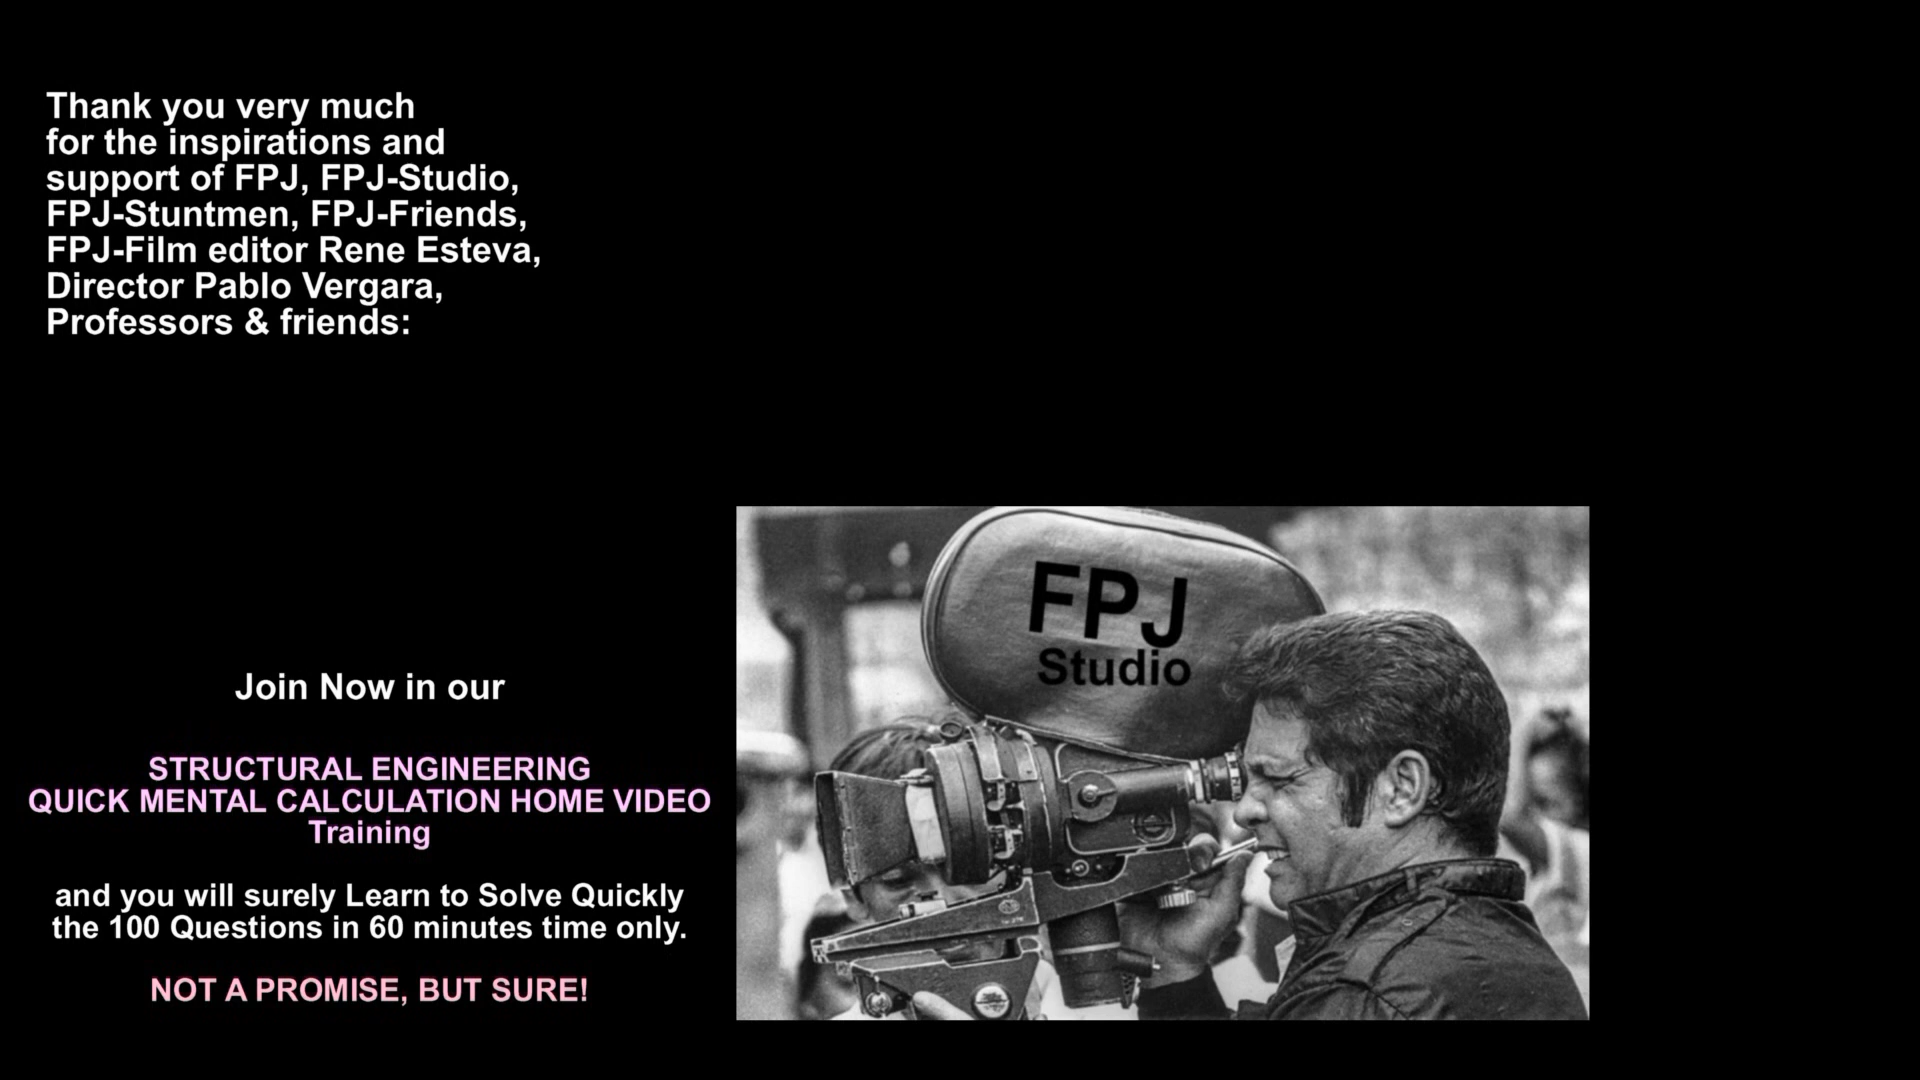 Thank you very much
for the inspirations and
support of FPJ, FPJ-Studio,
FPJ-Stuntmen, FPJ-Friends,
FPJ-Film editor Rene Esteva,
Director Pablo Vergara,
Professors & friends:
FPJ
Studio
Join Now in our
STRUCTURAL ENGINEERING
QUICK MENTAL CALCULATION HOME VIDEO
Training
and you will surely Learn to Solve Quickly
the 100 Questions in 60 minutes time only.
NOT A PROMISE, BUT SURE!